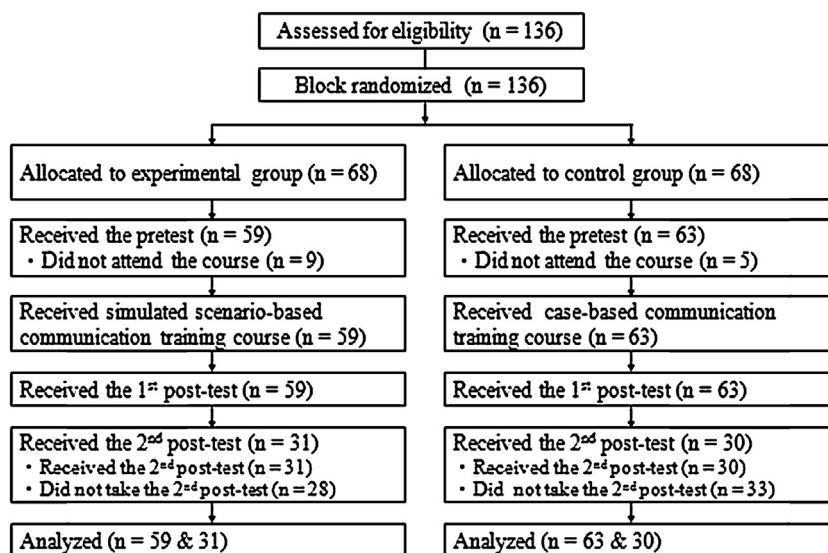 Assessed for eligibility (n = 136)
Block randomized (n = 136)
Allocated to experimental group (n = 68)
Received the pretest (n = 59)
・Did not attend the course (n = 9)
Received simulated scenario-based
communication training course
(n = 59)
Received the 1st post-test (n = 59)
Received the 2nd post-test (n = 31)
・Received the 2nd post-test (n = 31)
・Did not take the 2nd post-test (n = 28)
Analyzed (n = 59 & 31)
Allocated to control group (n = 68)
Received the pretest (n = 63)
・Did not attend the course (n = 5)
Received case-based communication
training course
(n = 63)
Received the 1st post-test (n = 63)
Received the 2nd post-test (n = 30)
・Received the 2nd post-test (n = 30)
・Did not take the 2nd post-test (n = 33)
Analyzed (n = 63 & 30)